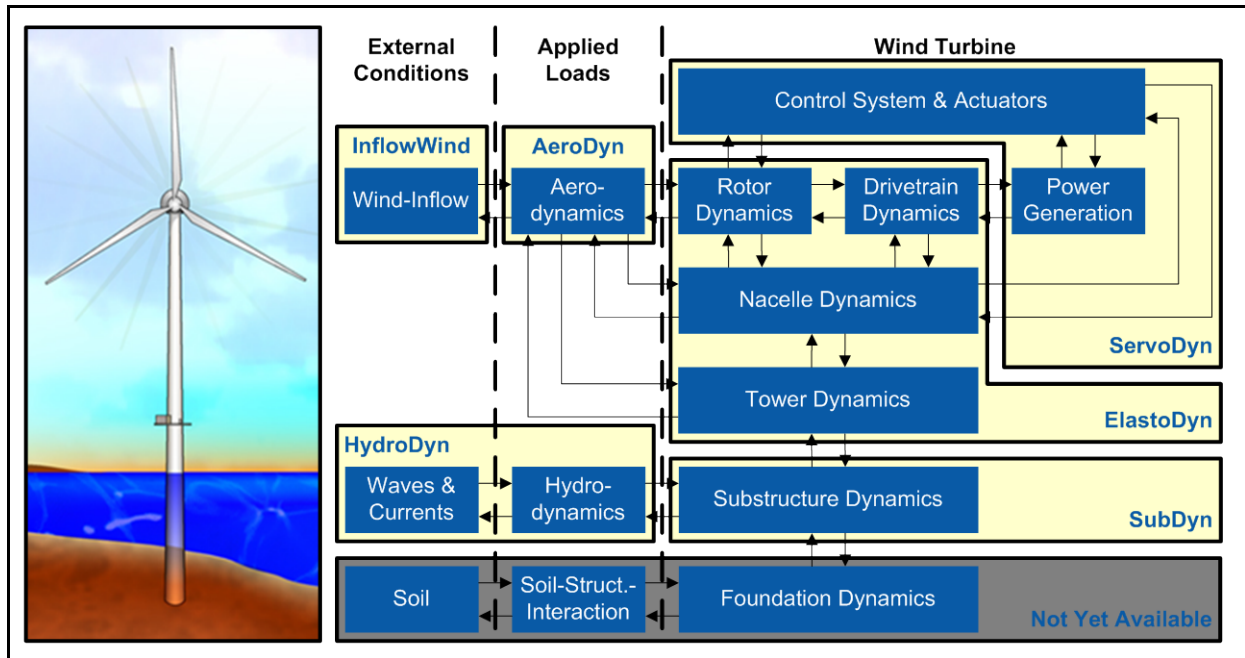 External
Conditions
Applied
Loads
Wind Turbine
Control System & Actuators
InflowWind
AeroDyn
Wind-Inflow
Aero-
dynamics
Rotor
Dynamics
Drivetrain
Dynamics
Power
Generation
Nacelle Dynamics
ServoDyn
Tower Dynamics
ElastoDyn
HydroDyn
Waves &
Currents
Hydro-
dynamics
Substructure Dynamics
SubDyn
Soil
Soil-Struct.-
Interaction
Foundation Dynamics
Not Yet Available